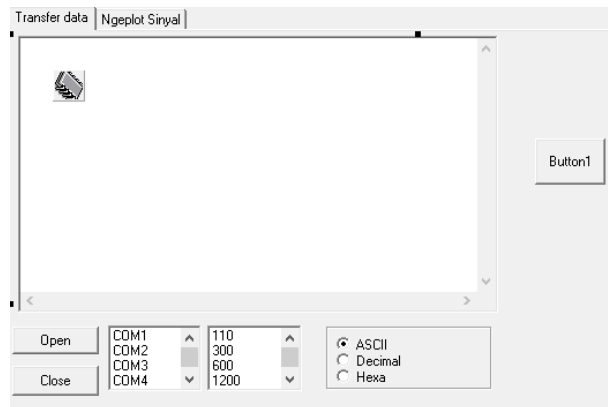 Transfer data
Ngeplot Sinyal
Button1
Open
Close
COM1
COM2
COM3
COM4
110
300
600
1200
ASCII
Decimal
Hexa